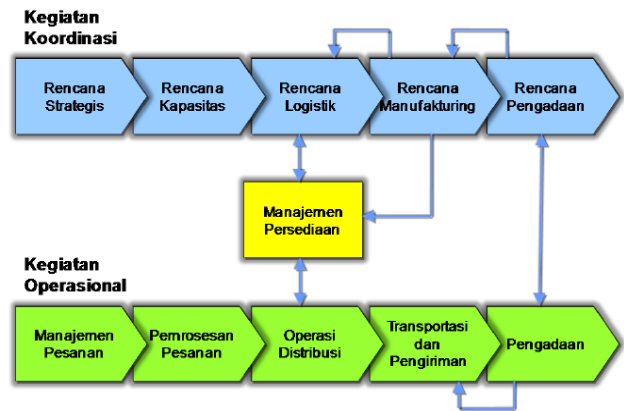 Kegiatan
Koordinasi
Rencana
Strategis
Rencana
Kapasitas
Rencana
Logistik
Rencana
Manufakturing
Rencana
Pengadaan
Manajemen
Persediaan
Kegiatan
Operasional
Manajemen
Pesanan
Pemrosesan
Pesanan
Operasi
Distribusi
Transportasi
dan
Pengiriman
Pengadaan